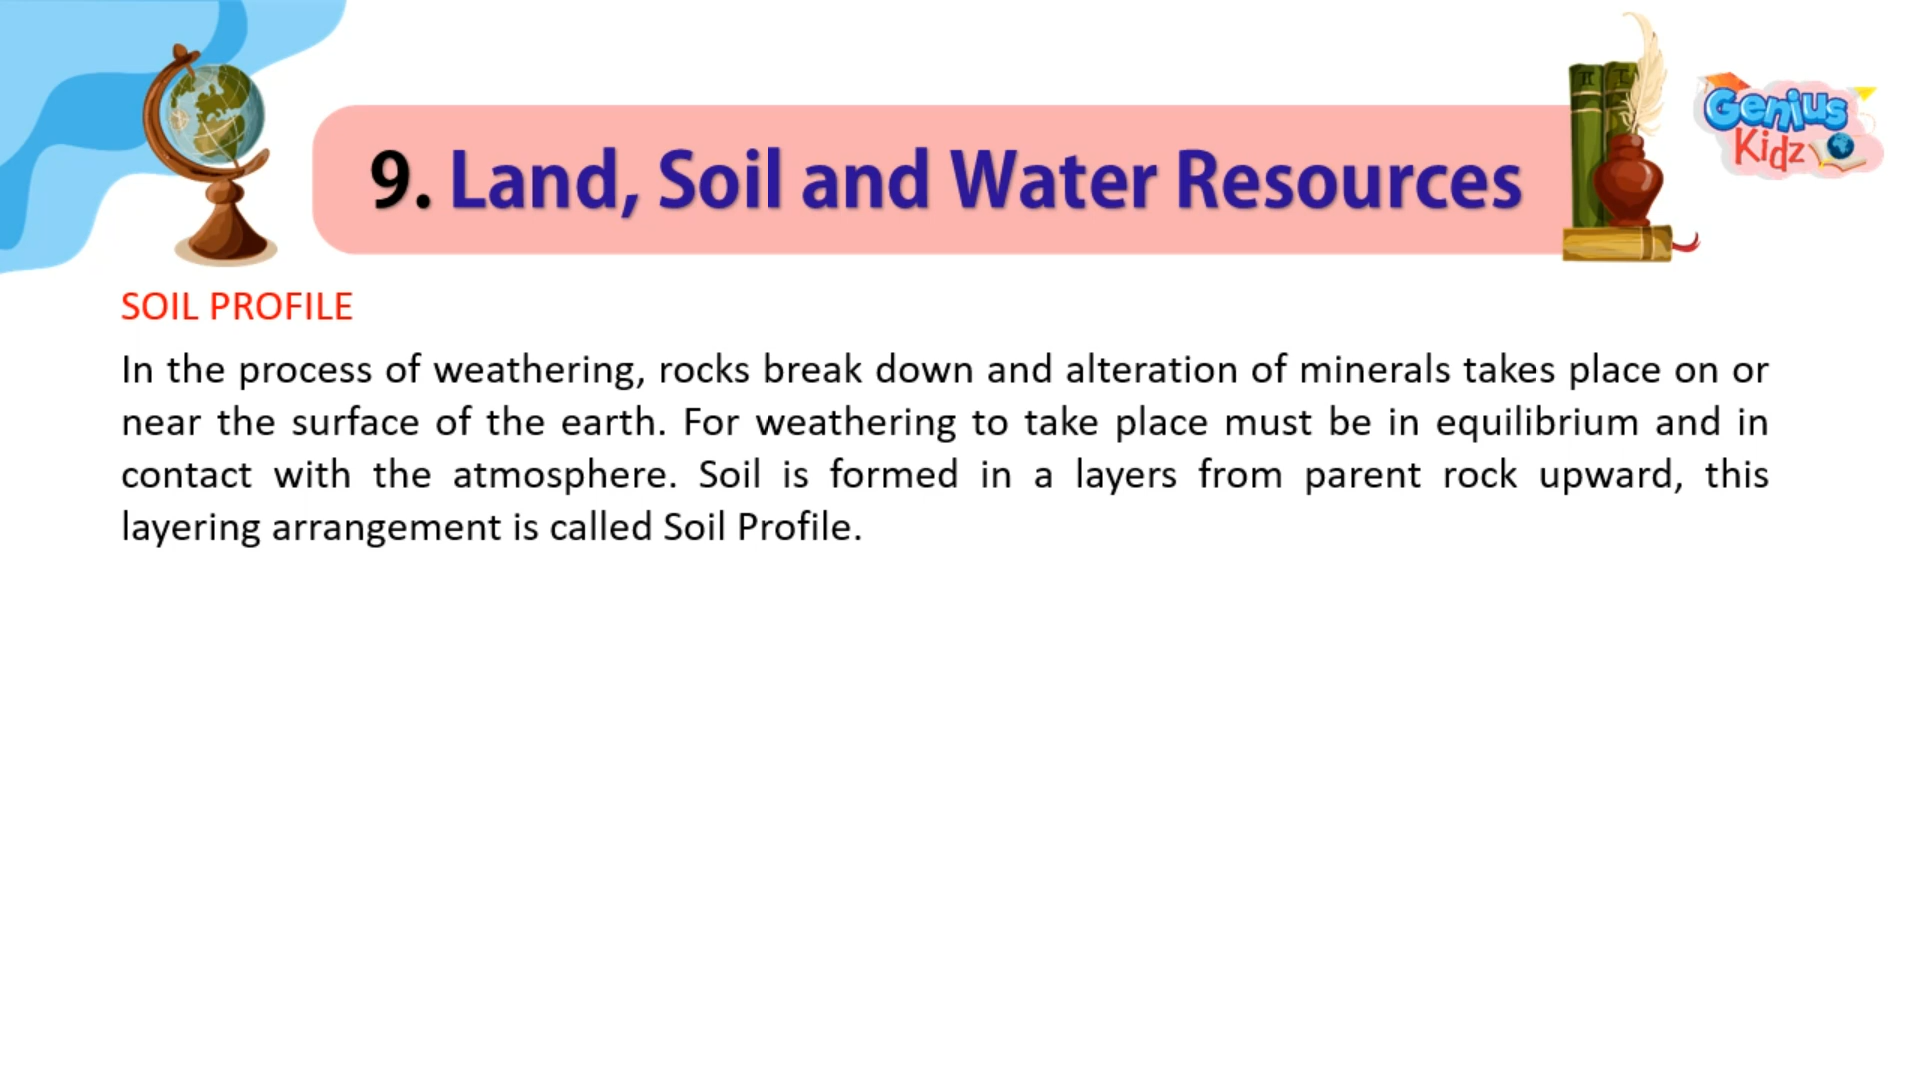 9. Land, Soil and Water Resources
Genius
Kidz
SOIL PROFILE
In the process of weathering, rocks break down and alteration of minerals takes place on or
near the surface of the earth. For weathering to take place must be in equilibrium and in
contact with the atmosphere. Soil is formed in a layers from parent rock upward, this
layering arrangement is called Soil Profile.